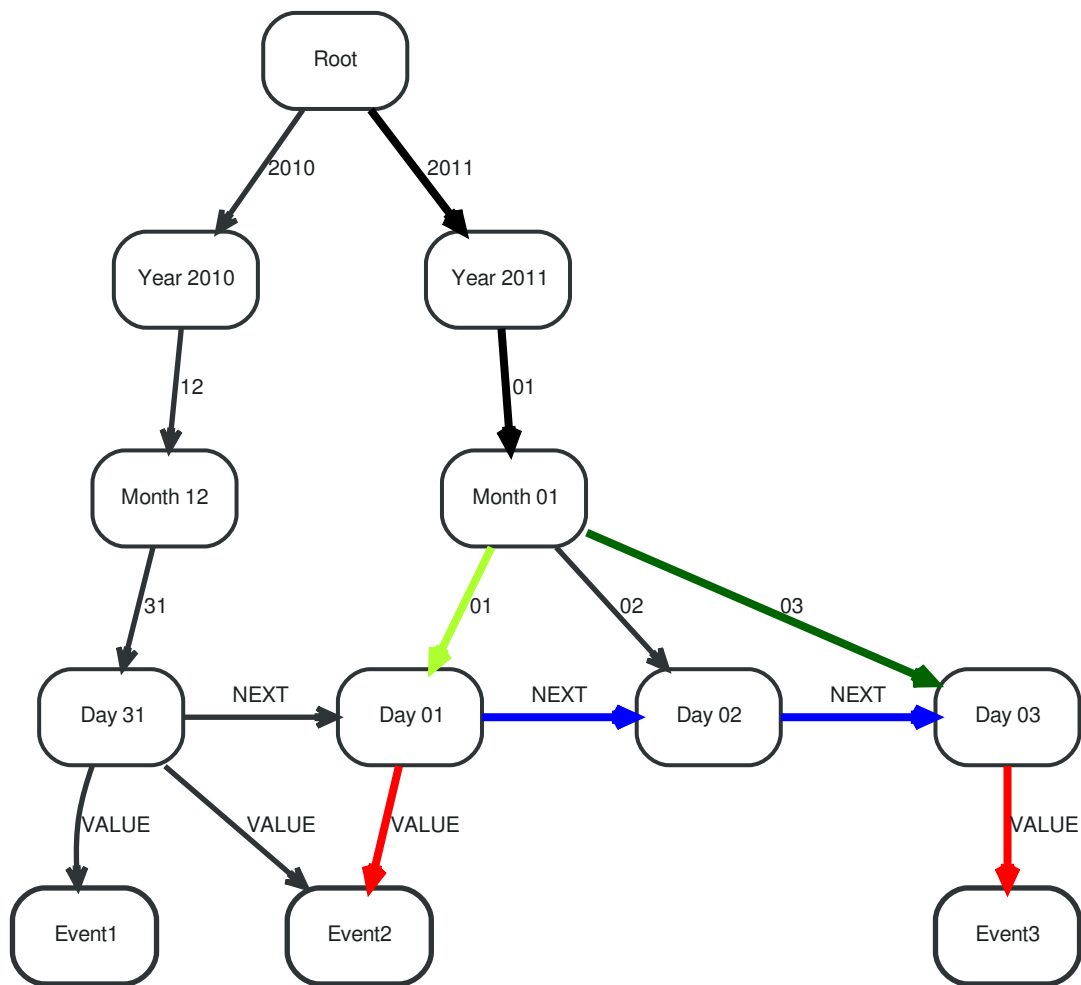 Root
2010
2011
Year 2010
Year 2011
12
01
Month 12
Month 01
31
01
02
03
NEXT
NEXT
NEXT
Day 31
Day 01
Day 02
Day 03
VALUE
VALUE
VALUE
VALUE
Event1
Event2
Event3